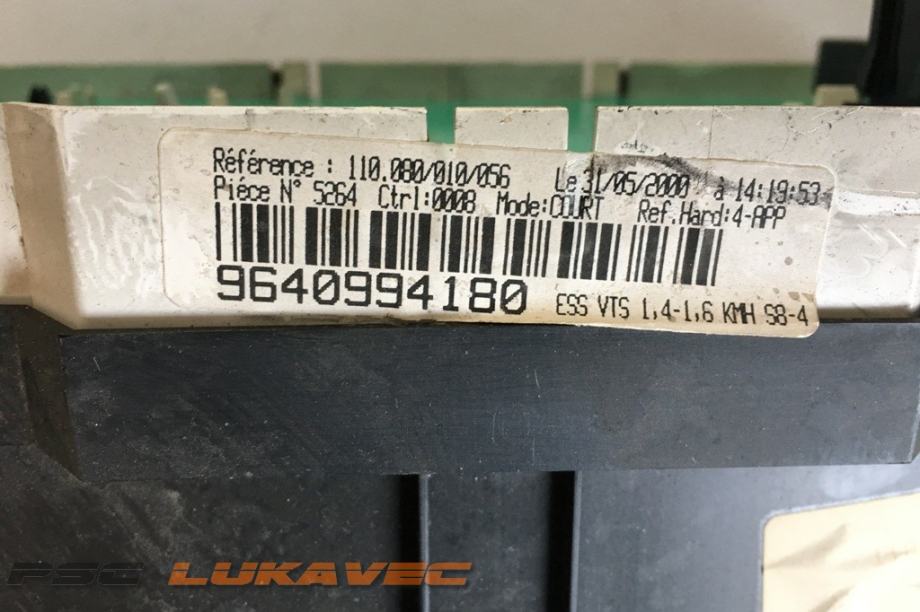 Référence : 110.080/010/056 Le 31/05/2000 à 14:19:53
Pièce N° 5264 Ctrl:0008 Mode:COURT Ref.Hard:4-APP
9640994180 ESS VTS 1,4-1,6 KMH S8-4
PSC LUKAVEC